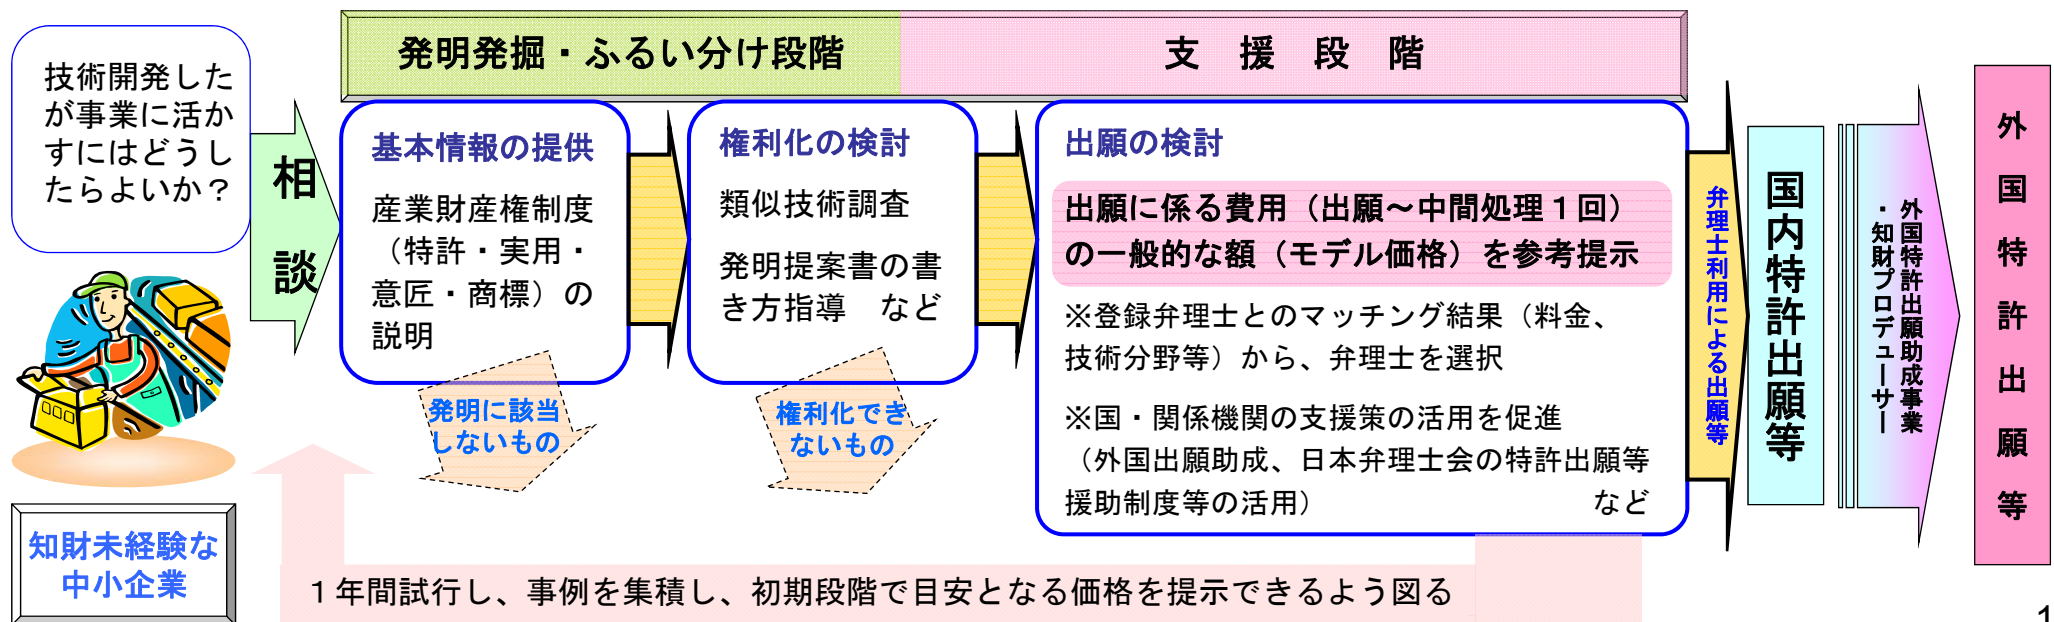 発明発掘・ふるい分け段階
支　援　段　階
技術開発した
が事業に活か
すにはどうし
たらよいか？
相談
基本情報の提供
産業財産権制度
（特許・実用・
意匠・商標）の
説明
発明に該当
しないもの
権利化の検討
類似技術調査
発明提案書の書
き方指導　など
権利化でき
ないもの
出願の検討
出願に係る費用（出願～中間処理１回）
の一般的な額（モデル価格）を参考提示
※登録弁理士とのマッチング結果（料金、
技術分野等）から、弁理士を選択
※国・関係機関の支援策の活用を促進
（外国出願助成、日本弁理士会の特許出願等
援助制度等の活用）　など
弁理士利用による出願等
国内特許出願等
外国特許出願助成事業
・知財プロデューサー
外国特許出願等
知財未経験な
中小企業
１年間試行し、事例を集積し、初期段階で目安となる価格を提示できるよう図る
1